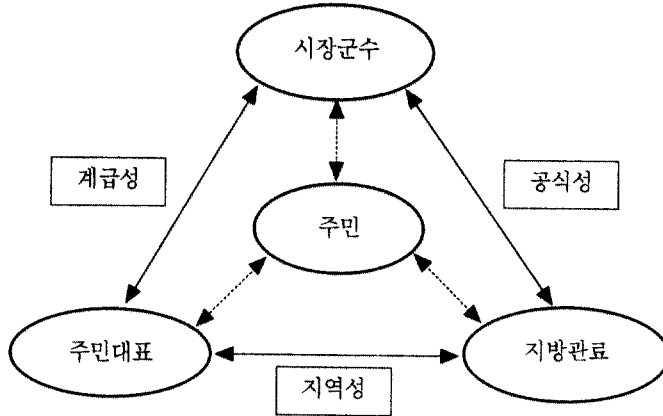 시장군수
계급성
공식성
주민
주민대표
지방관료
지역성